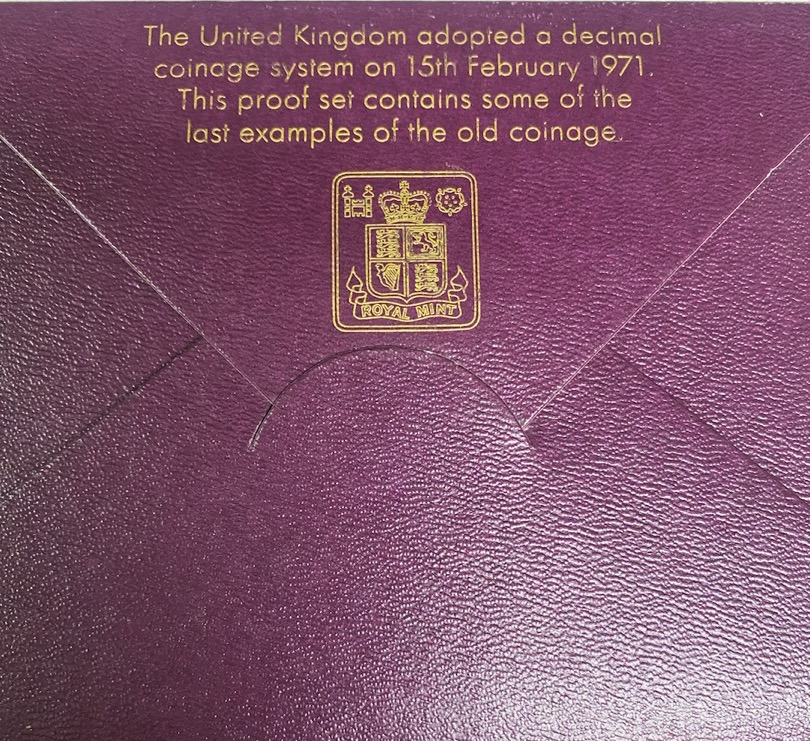 The United Kingdom adopted a decimal
coinage system on 15th February 1971.
This proof set contains some of the
last examples of the old coinage.
ROYAL MINT